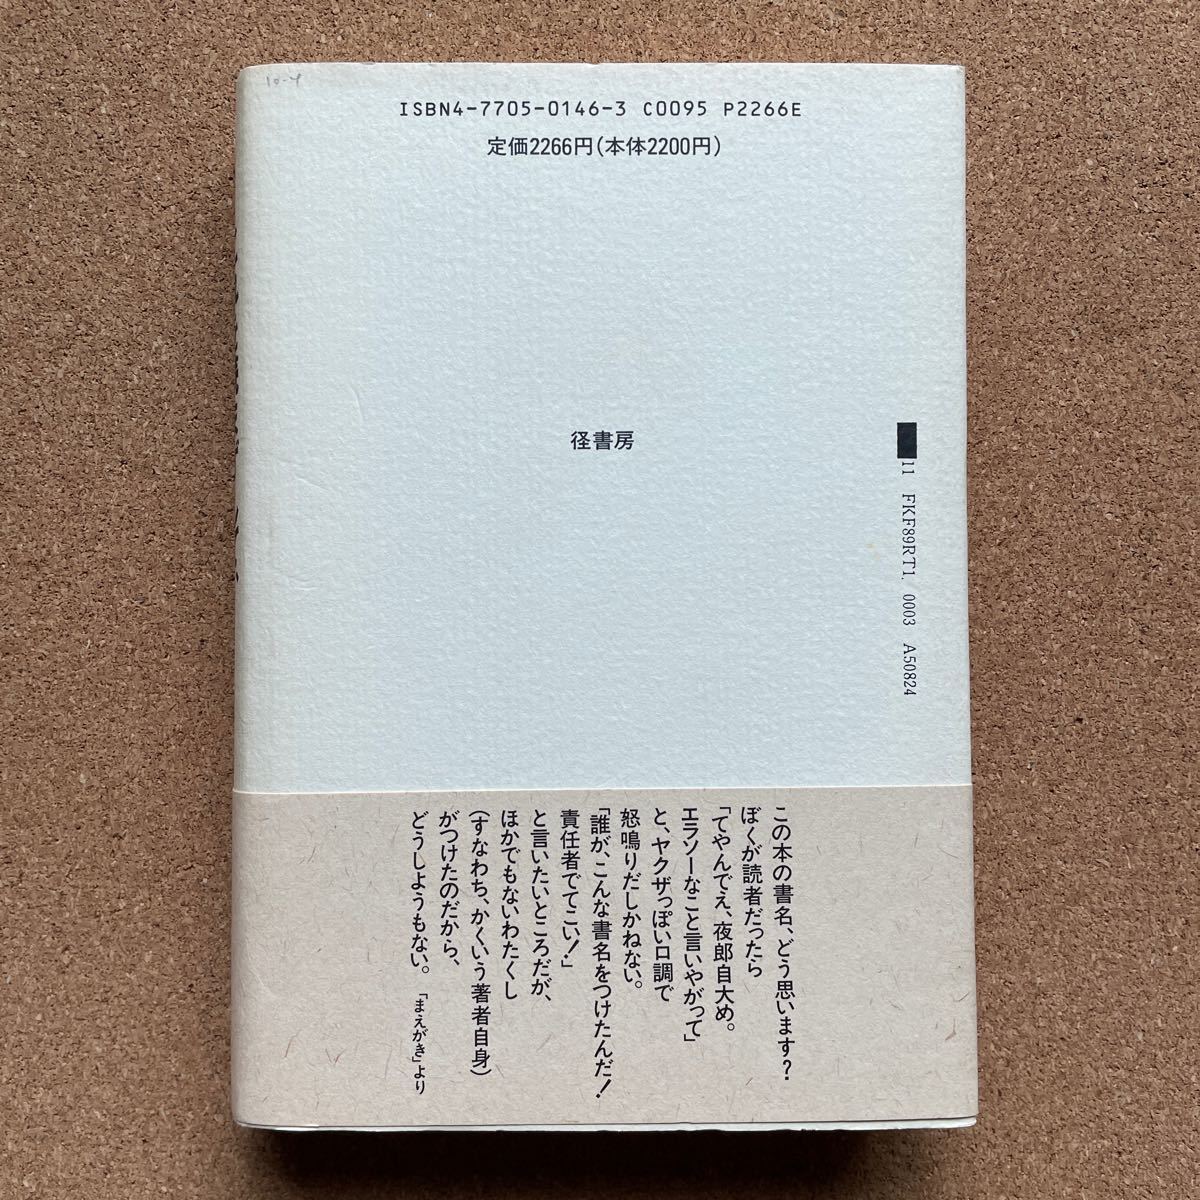 10-4
ISBN4-7705-0146-3 C0095 P2266E
定価2266円(本体2200円)
径書房
11 FKF89RT1. 0003 A50824
この本の書名、どう思います?
ぼくが読者だったら
「てやんでえ、夜郎自大め。
エラソーなこと言いやがって」
と、ヤクザっぽい口調で
怒鳴りだしかねない。
「誰が、こんな書名をつけたんだ!
責任者でてこい!」
と言いたいところだが、
ほかでもないわたくし
(すなわち、かくいう著者自身)
がつけたのだから、
どうしようもない。 「まえがき」より